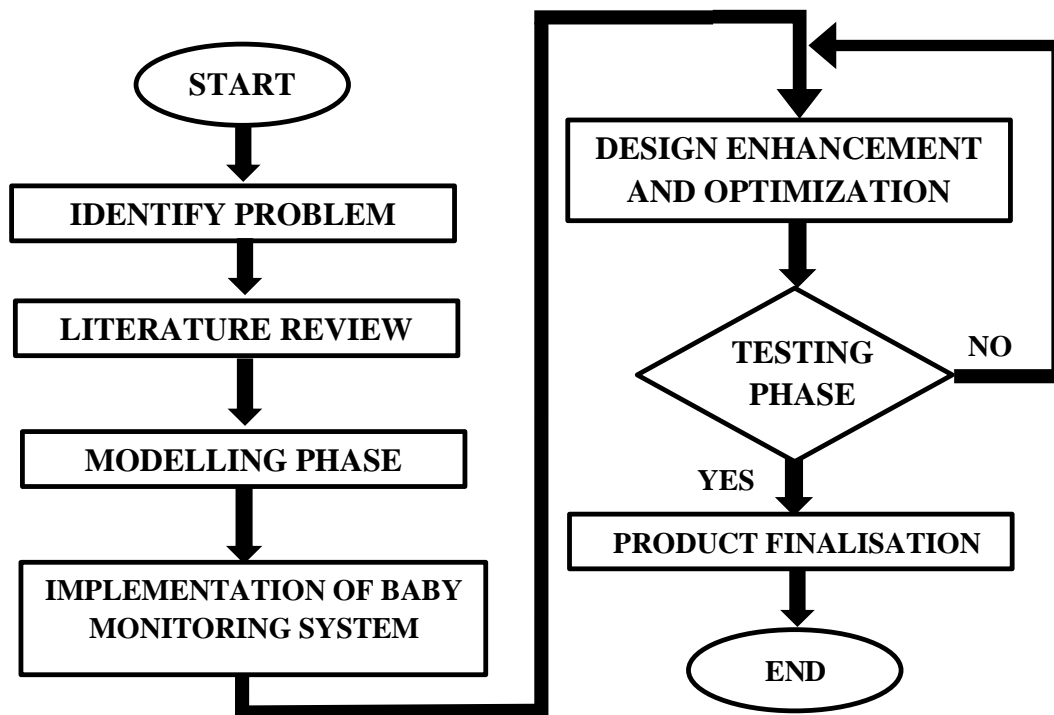 START
IDENTIFY PROBLEM
LITERATURE REVIEW
MODELLING PHASE
IMPLEMENTATION OF BABY
MONITORING SYSTEM
DESIGN ENHANCEMENT
AND OPTIMIZATION
TESTING
PHASE
NO
YES
PRODUCT FINALISATION
END